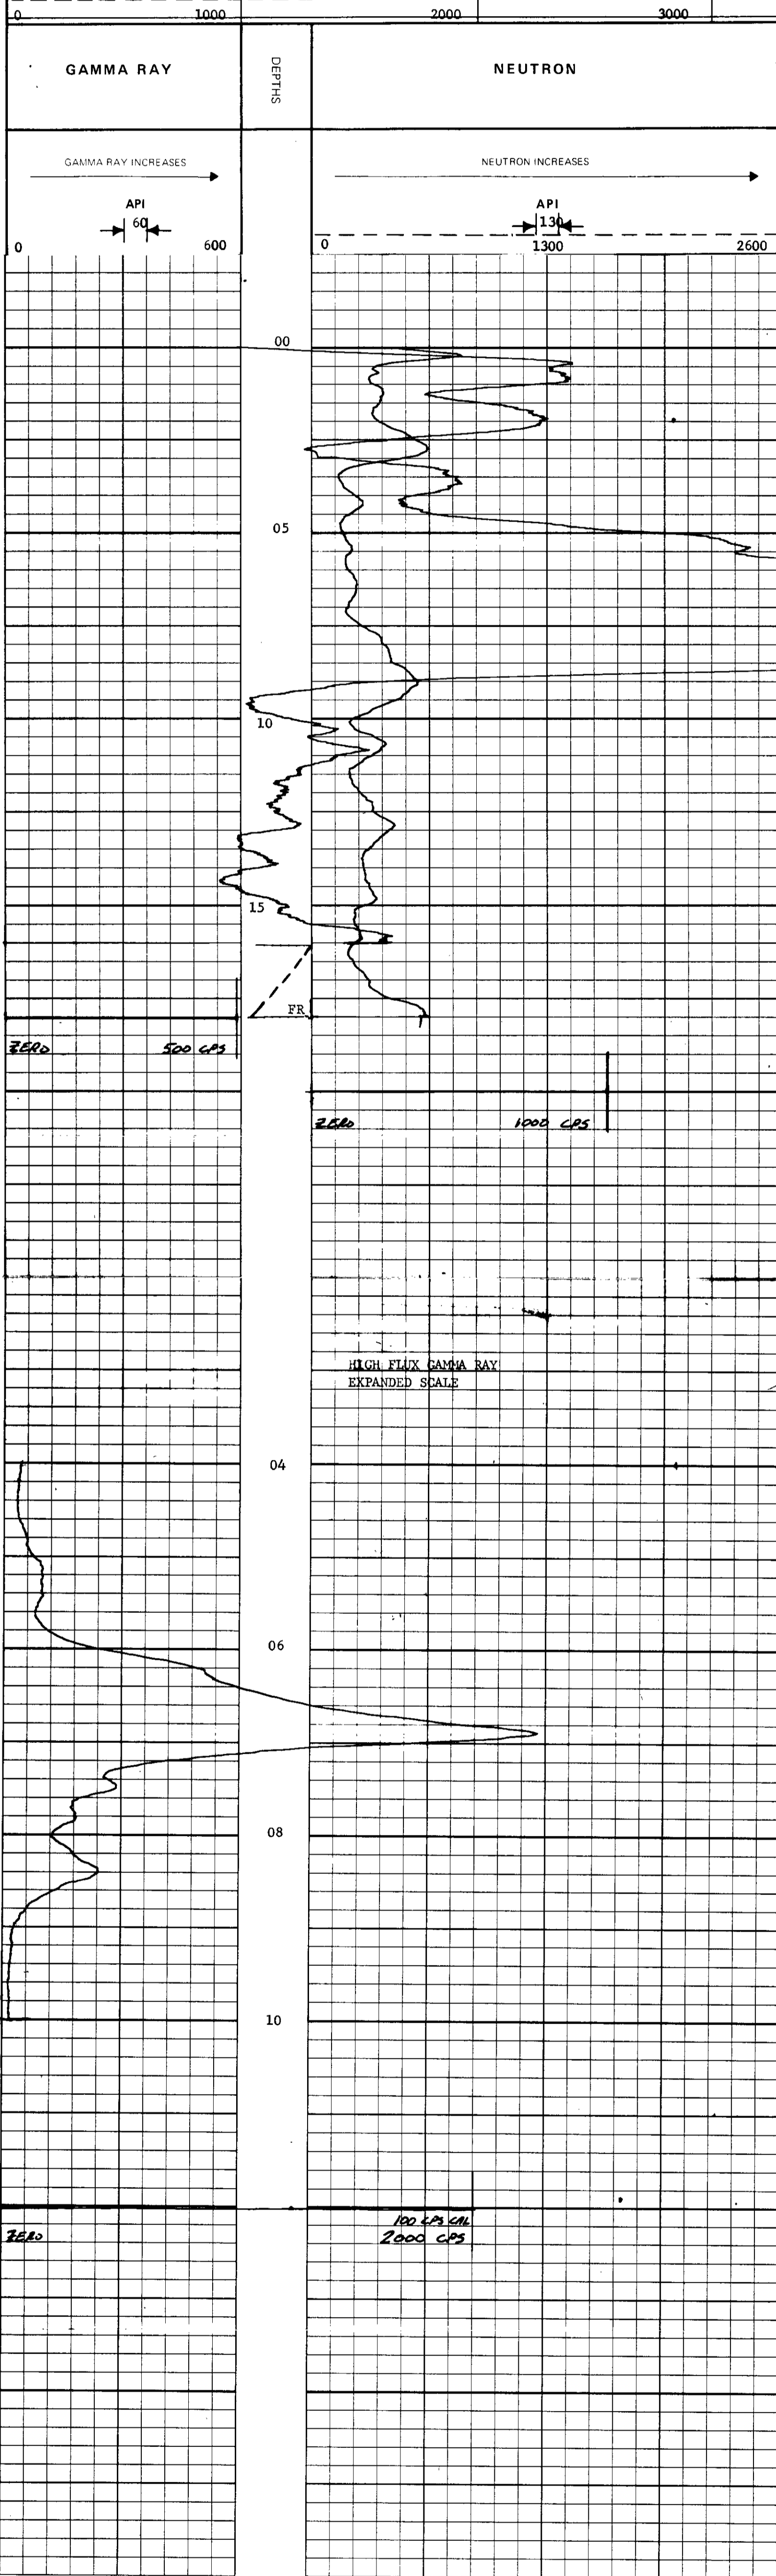 0 1000 2000 3000
GAMMA RAY DEPTHS NEUTRON
GAMMA RAY INCREASES NEUTRON INCREASES
API API
60 130
0 600 0 1300 2600
00
05
10
15
FR
ZERO 500 CPS
ZERO 1000 CPS
HIGH FLUX GAMMA RAY
EXPANDED SCALE
04
06
08
10
100 CPS CAL
ZERO 2000 CPS